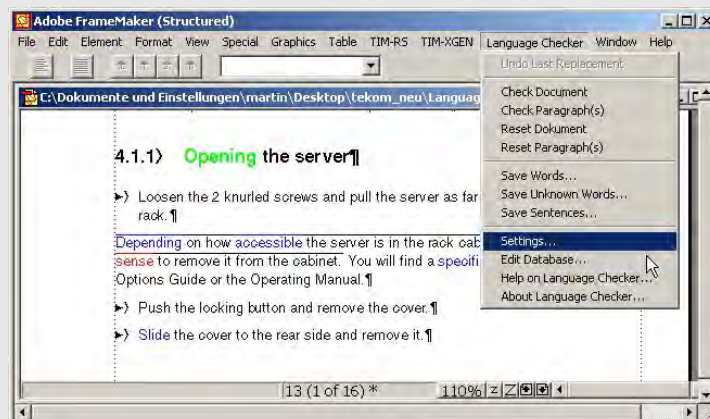 Adobe FrameMaker (Structured)
File Edit Element Format View Special Graphics Table TIM-RS TIM-XGEN Language Checker Window Help
Undo Last Replacement
Check Document
Check Paragraph(s)
Reset Dokument
Reset Paragraph(s)
Save Words...
Save Unknown Words...
Save Sentences...
Settings...
Edit Database...
Help on Language Checker...
About Language Checker...
C:\Dokumente und Einstellungen\martin\Desktop\tekom_neu\Languag
4.1.1⟩ Opening the server¶
⟩ Loosen the 2 knurled screws and pull the server as far
rack.¶
Depending on how accessible the server is in the rack cab
sense to remove it from the cabinet. You will find a specifi
Options Guide or the Operating Manual.¶
⟩ Push the locking button and remove the cover.¶
⟩ Slide the cover to the rear side and remove it.¶
13 (1 of 16) * 110% z Z